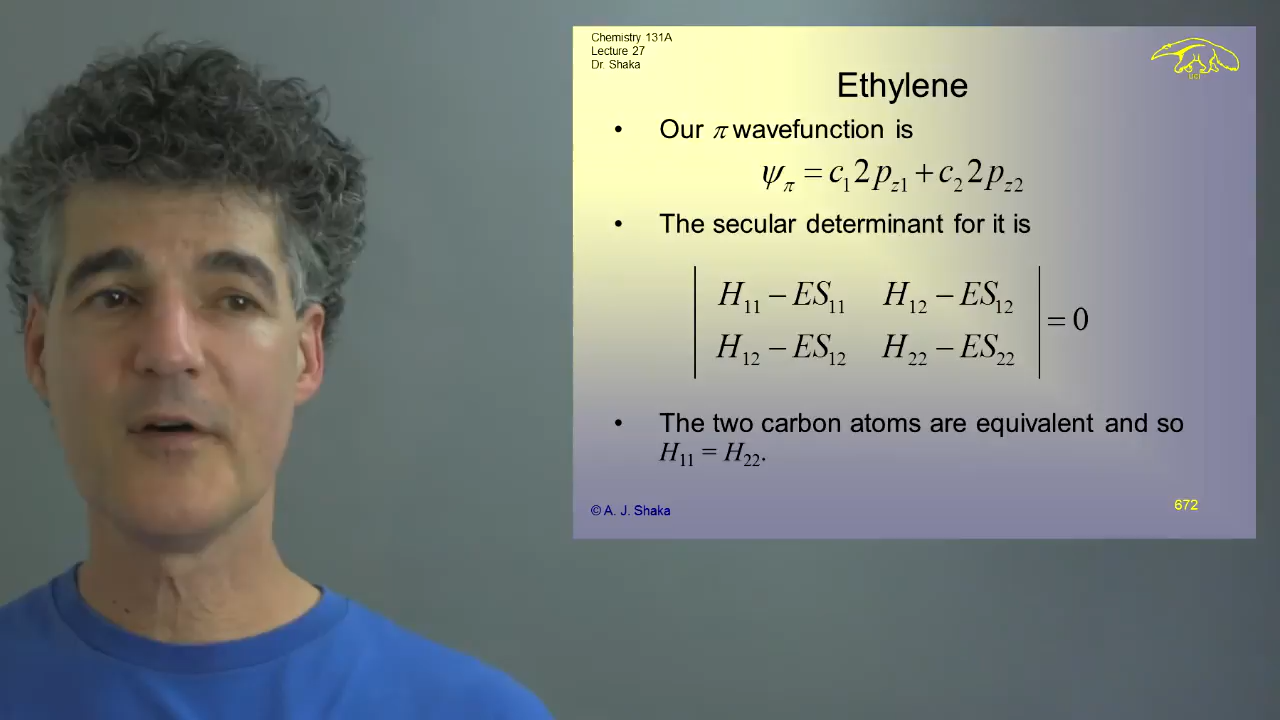 Chemistry 131A
Lecture 27
Dr. Shaka
UCI
Ethylene
• Our π wavefunction is
ψπ = c₁2pz1 + c₂2pz2
• The secular determinant for it is
| H₁₁ − ES₁₁ H₁₂ − ES₁₂ |
| H₁₂ − ES₁₂ H₂₂ − ES₂₂ | = 0
• The two carbon atoms are equivalent and so
H₁₁ = H₂₂.
© A. J. Shaka
672